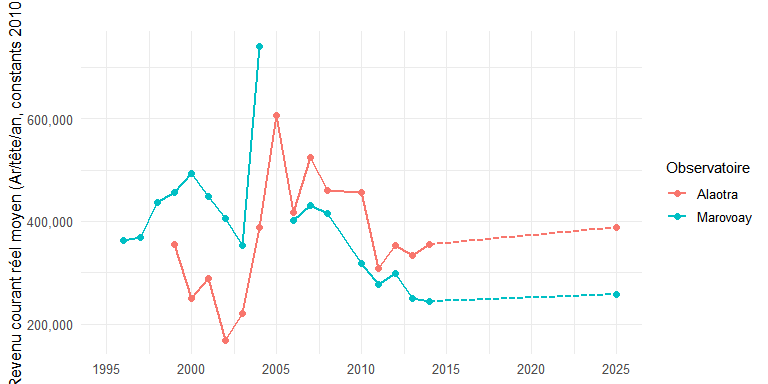 Revenu courant réel moyen (Ar/tête/an, constants 2010
600,000
400,000
200,000
1995
2000
2005
2010
2015
2020
2025
Observatoire
Alaotra
Marovoay